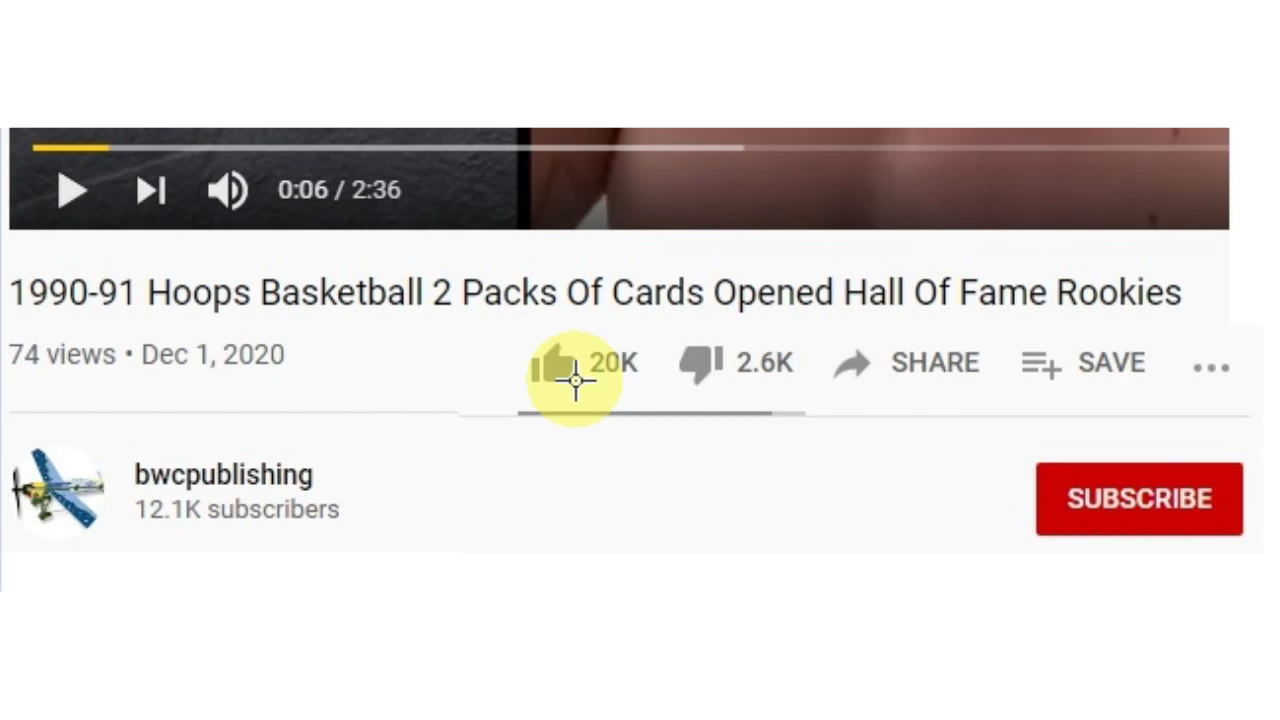 0:06 / 2:36
1990-91 Hoops Basketball 2 Packs Of Cards Opened Hall Of Fame Rookies
74 views • Dec 1, 2020
20K 2.6K SHARE SAVE
bwcpublishing
12.1K subscribers
SUBSCRIBE